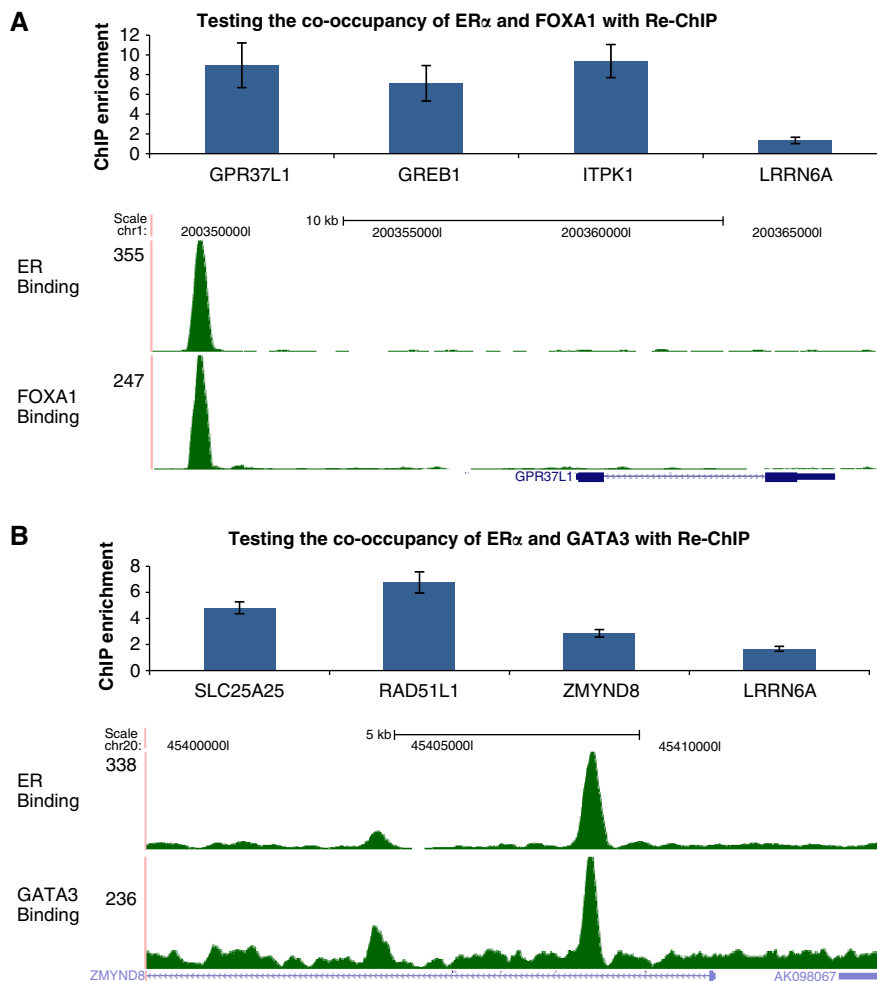 A
Testing the co-occupancy of ERα and FOXA1 with Re-ChIP
ChIP enrichment
12
10
8
6
4
2
0
GPR37L1 GREB1 ITPK1 LRRN6A
Scale
chr1:
10 kb
200350000l 200355000l 200360000l 200365000l
355
ER
Binding
247
FOXA1
Binding
GPR37L1
B
Testing the co-occupancy of ERα and GATA3 with Re-ChIP
ChIP enrichment
8
6
4
2
0
SLC25A25 RAD51L1 ZMYND8 LRRN6A
Scale
chr20:
5 kb
45400000l 45405000l 45410000l
338
ER
Binding
236
GATA3
Binding
ZMYND8 AK098067